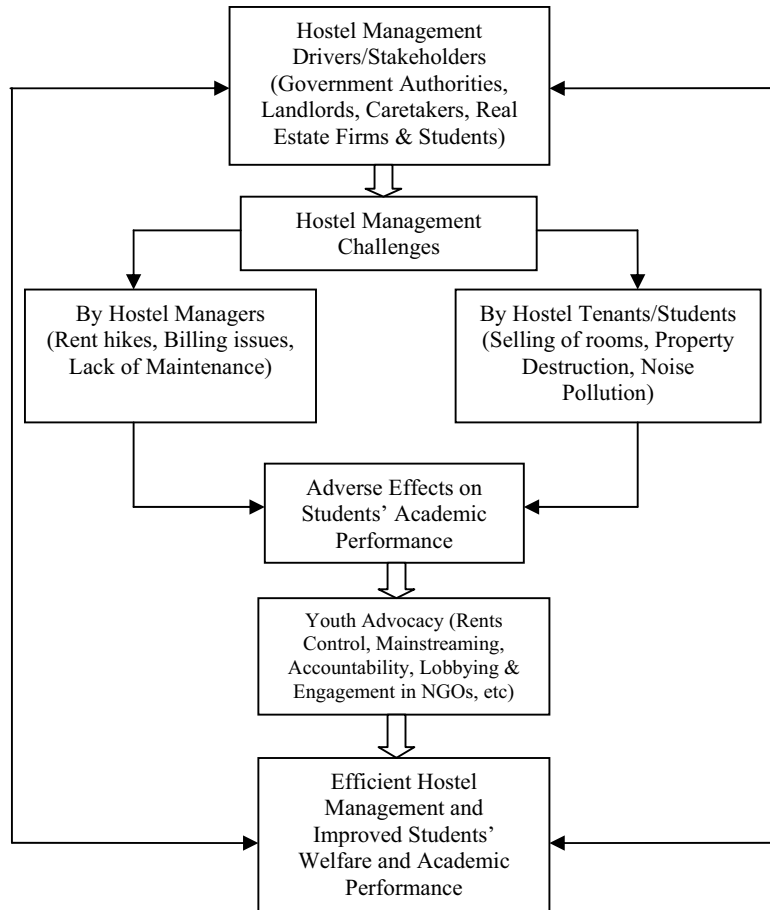 Hostel Management
Drivers/Stakeholders
(Government Authorities,
Landlords, Caretakers, Real
Estate Firms & Students)
Hostel Management
Challenges
By Hostel Managers
(Rent hikes, Billing issues,
Lack of Maintenance)
By Hostel Tenants/Students
(Selling of rooms, Property
Destruction, Noise
Pollution)
Adverse Effects on
Students’ Academic
Performance
Youth Advocacy (Rents
Control, Mainstreaming,
Accountability, Lobbying &
Engagement in NGOs, etc)
Efficient Hostel
Management and
Improved Students’
Welfare and Academic
Performance